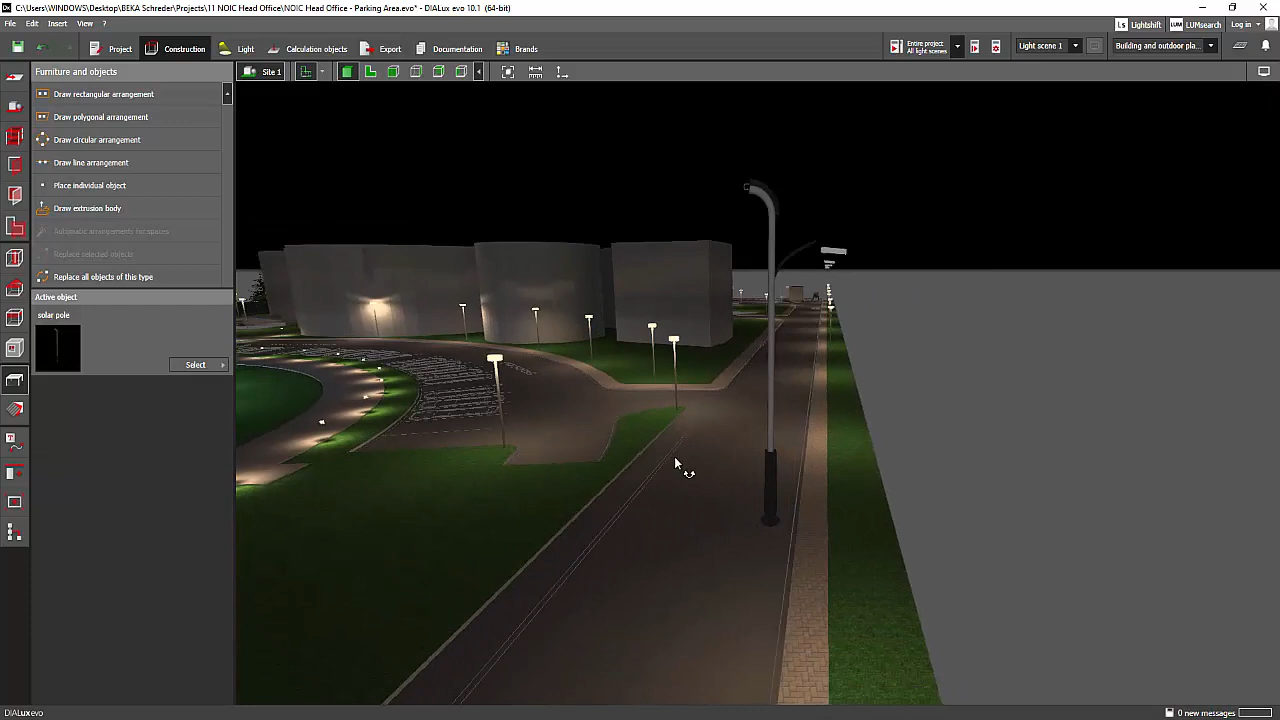 C:\Users\WINDOWS\Desktop\BEKA Schreder\Projects\11 NOIC Head Office\NOIC Head Office - Parking Area.evo* - DIALux evo 10.1 (64-bit)
File Edit Insert View ?
Lightshift LUMsearch Log in
Project Construction Light Calculation objects Export Documentation Brands
Entire project
All light scenes
Light scene 1
Building and outdoor pla...
Furniture and objects
Site 1
Draw rectangular arrangement
Draw polygonal arrangement
Draw circular arrangement
Draw line arrangement
Place individual object
Draw extrusion body
Automatic arrangements for spaces
Replace selected objects
Replace all objects of this type
Active object
solar pole
Select
DIALux evo
0 new messages